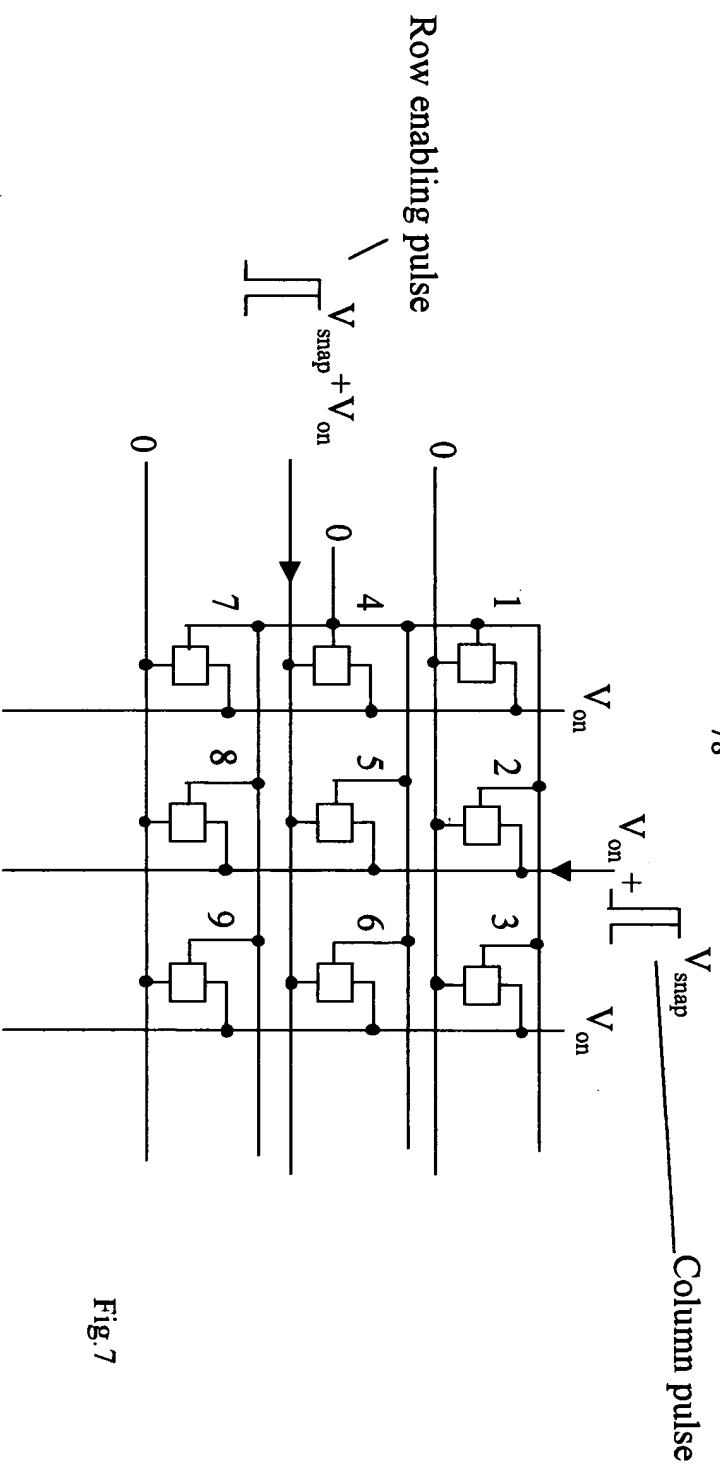 V snap
Column pulse
V on +
V on
V on
1 2 3
0
Row enabling pulse
4 5 6
V snap +V on
0
7 8 9
0
Fig.7